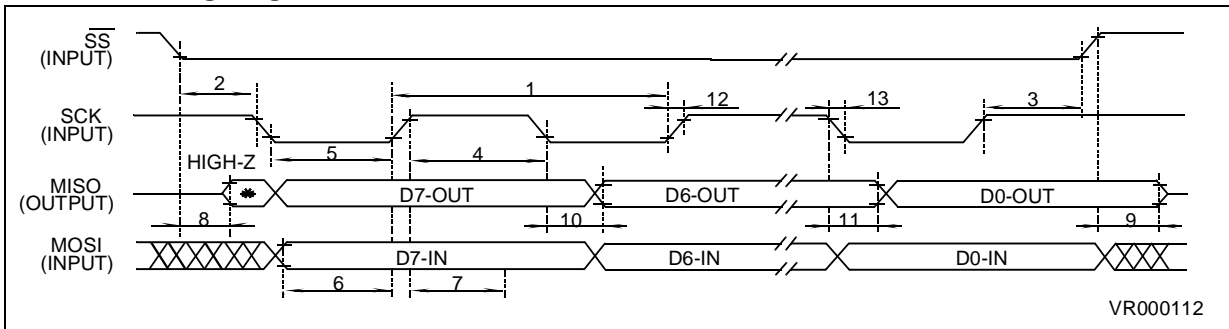 SS
(INPUT)
2
1
12
13
3
SCK
(INPUT)
5
4
HIGH-Z
MISO
(OUTPUT)
D7-OUT
D6-OUT
D0-OUT
8
10
11
9
MOSI
(INPUT)
D7-IN
D6-IN
D0-IN
6
7
VR000112